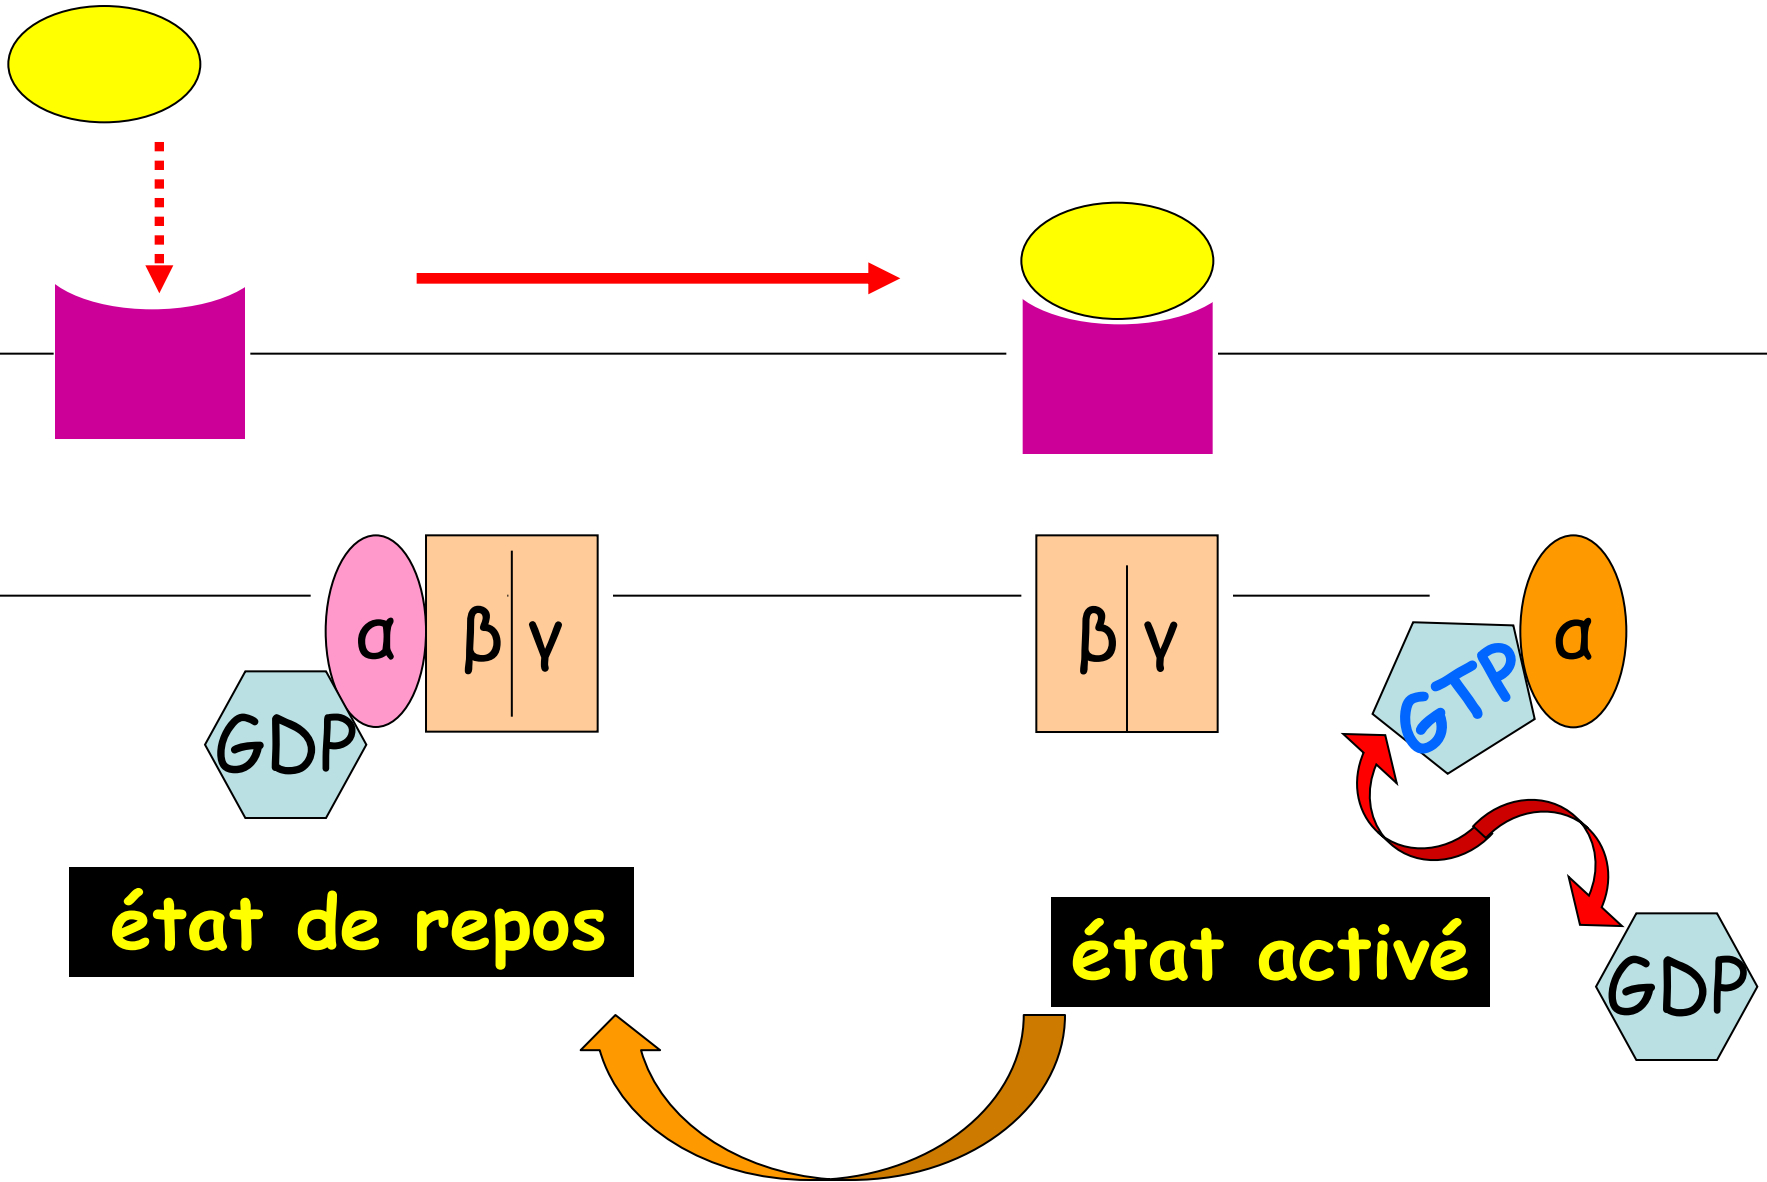 α β γ
GDP
β γ
GTP
α
GDP
état de repos
état activé